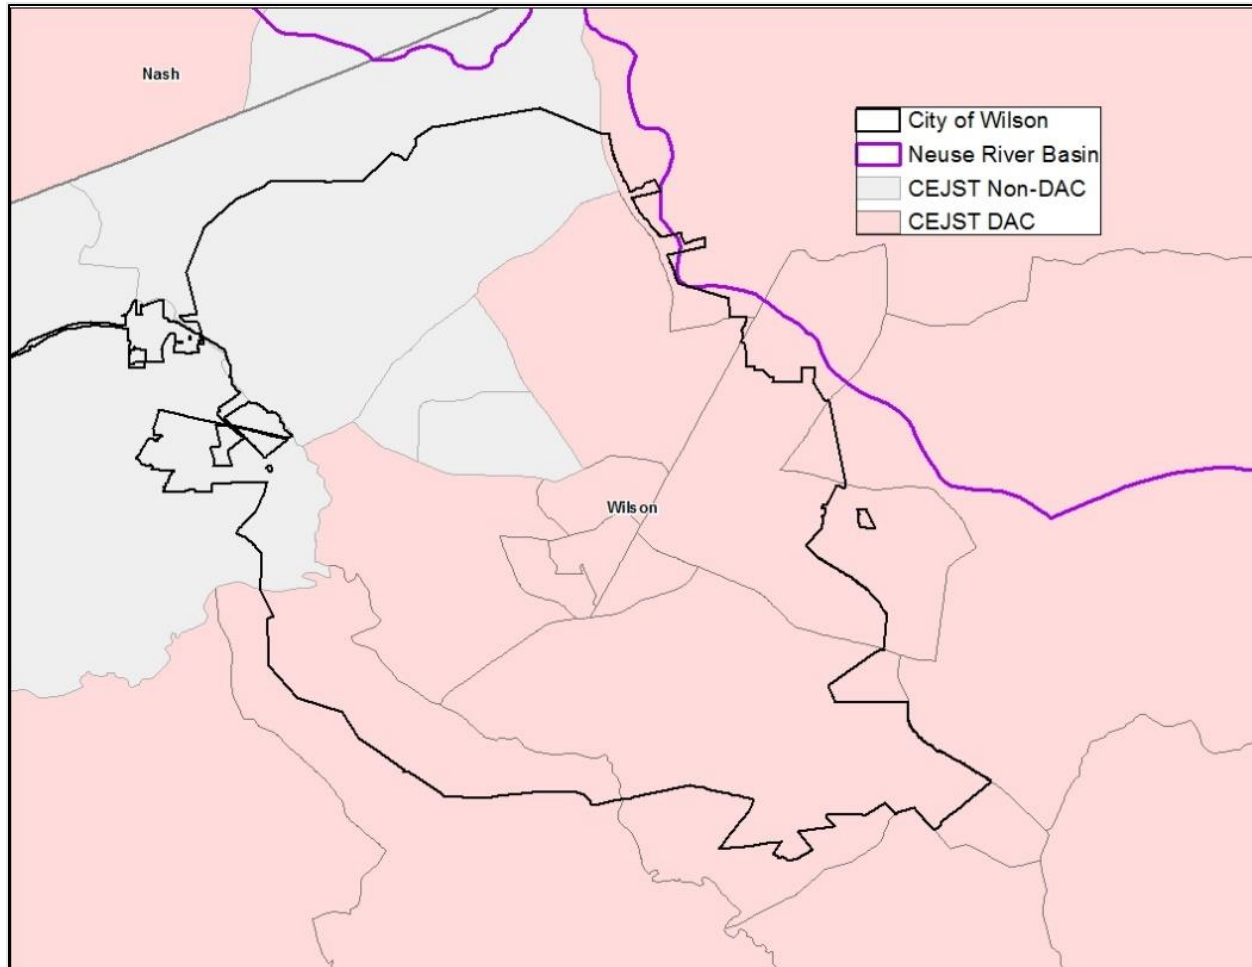 Nash
City of Wilson
Neuse River Basin
CEJST Non-DAC
CEJST DAC
Wilson